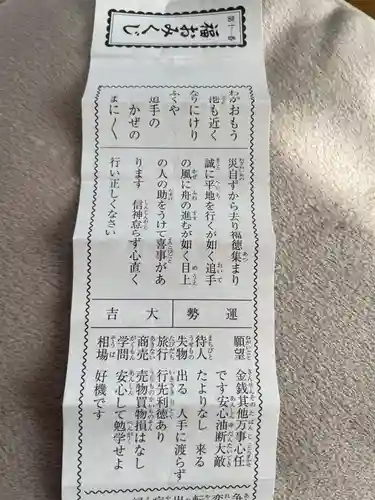 第十一番
福おみくじ
わがおもう
港も近く
なりにけり
ふくや
追手の
かぜの
まに〱
災自ずから去り福徳集まり
誠に平地を行くが如く追手
の風に舟の進むが如く目上
の人の助をうけて喜事があ
ります 信神怠らず心直く
行い正しくなさい
運勢
大吉
願望 金銭其他万事心任
です安心油断大敵
待人 たよりなし 来る
失物 出る 人手に渡らず
旅行 行先利徳あり
商売 売物買物損はなし
学問 安心して勉学せよ
相場 好機です